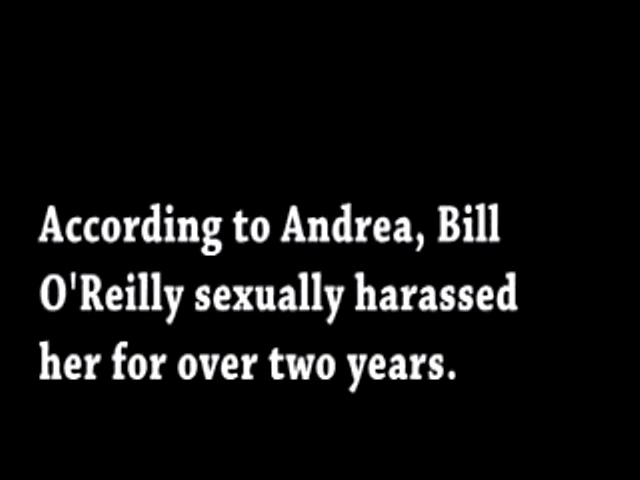 According to Andrea, Bill
O'Reilly sexually harassed
her for over two years.